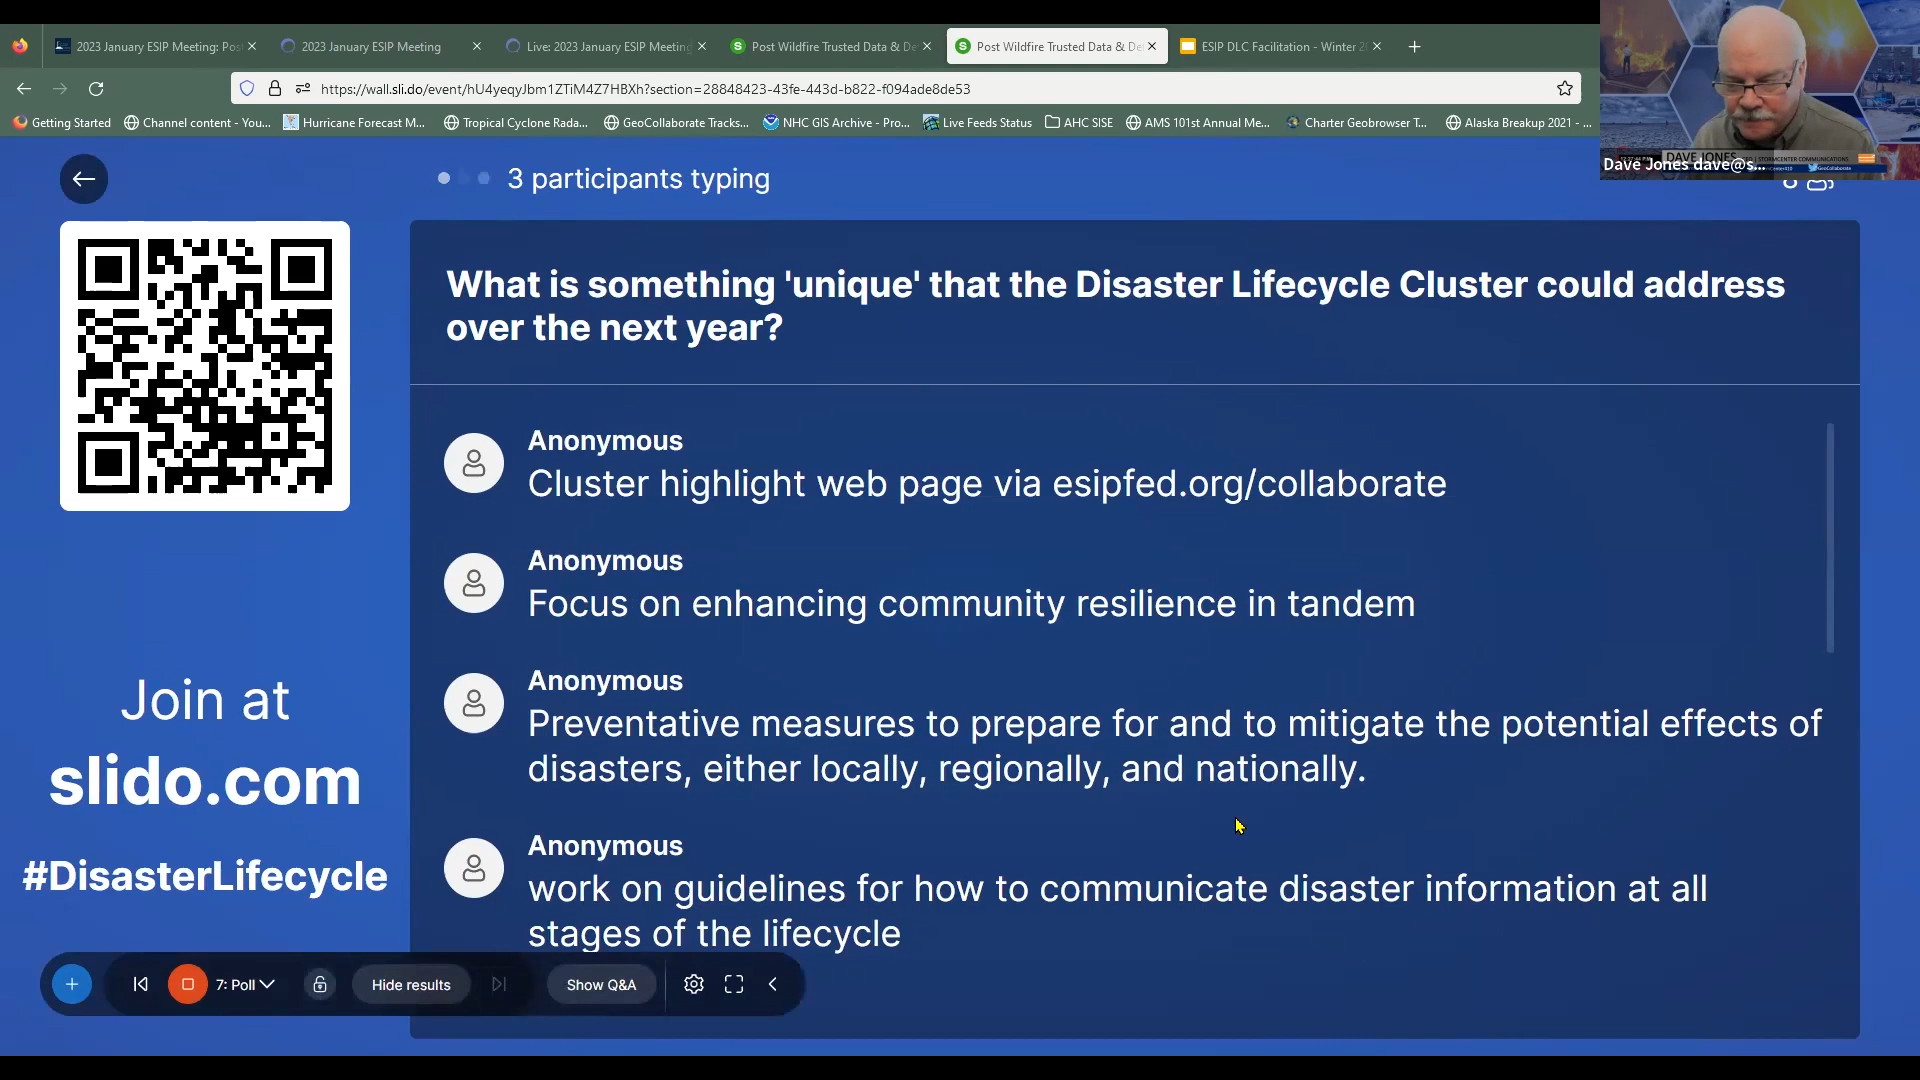 2023 January ESIP Meeting: Pos
2023 January ESIP Meeting
Live: 2023 January ESIP Meeting
Post Wildfire Trusted Data & De
Post Wildfire Trusted Data & De
ESIP DLC Facilitation - Winter 2
https://wall.sli.do/event/hU4yeqyJbm1ZTiM4Z7HBXh?section=28848423-43fe-443d-b822-f094ade8de53
Getting Started
Channel content - You...
Hurricane Forecast M...
Tropical Cyclone Rada...
GeoCollaborate Tracks...
NHC GIS Archive - Pro...
Live Feeds Status
AHC SISE
AMS 101st Annual Me...
Charter Geobrowser T...
Alaska Breakup 2021 - ...
DAVE JONES
STORMCENTER COMMUNICATIONS
Dave Jones dave@s...
3 participants typing
What is something 'unique' that the Disaster Lifecycle Cluster could address
over the next year?
Anonymous
Cluster highlight web page via esipfed.org/collaborate
Anonymous
Focus on enhancing community resilience in tandem
Anonymous
Preventative measures to prepare for and to mitigate the potential effects of
disasters, either locally, regionally, and nationally.
Anonymous
work on guidelines for how to communicate disaster information at all
stages of the lifecycle
Join at
slido.com
#DisasterLifecycle
7: Poll
Hide results
Show Q&A